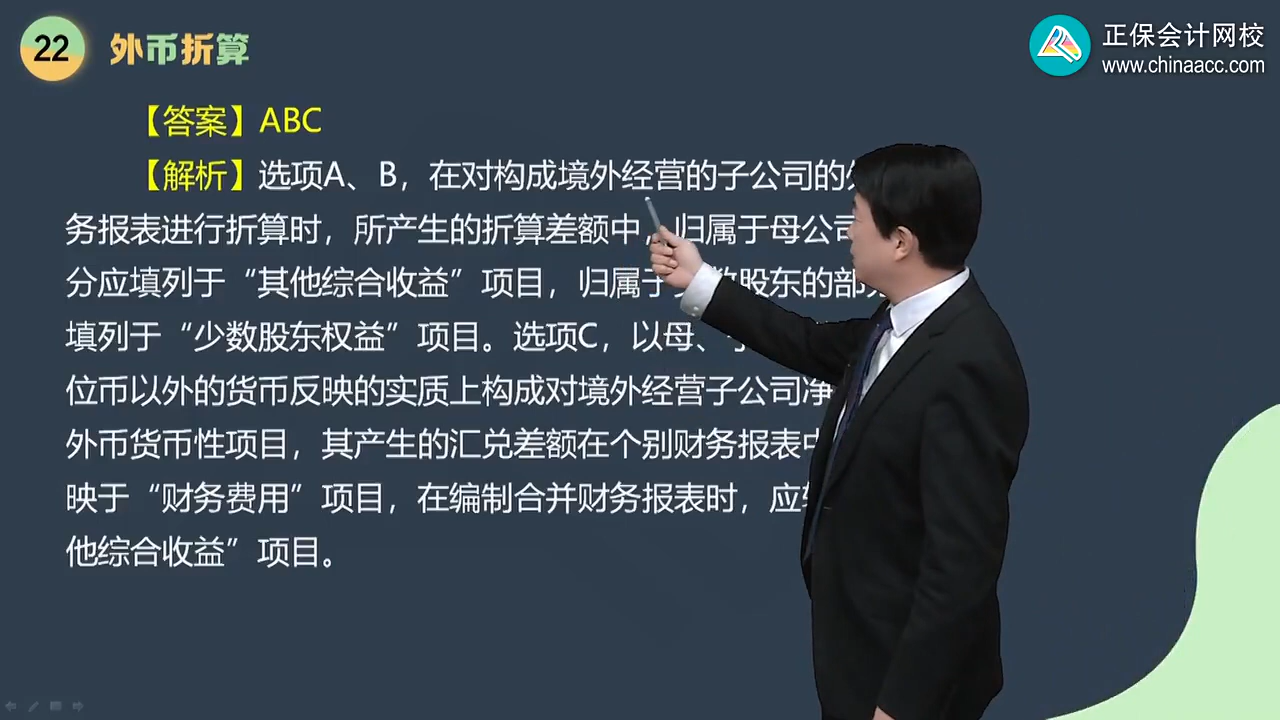 22 外币折算
正保会计网校
www.chinaacc.com
【答案】ABC
【解析】选项A、B，在对构成境外经营的子公司的
务报表进行折算时，所产生的折算差额中，归属于母公司
分应填列于“其他综合收益”项目，归属于 数股东的部
填列于“少数股东权益”项目。选项C，以母、
位币以外的货币反映的实质上构成对境外经营子公司净
外币货币性项目，其产生的汇兑差额在个别财务报表中
映于“财务费用”项目，在编制合并财务报表时，应
他综合收益”项目。